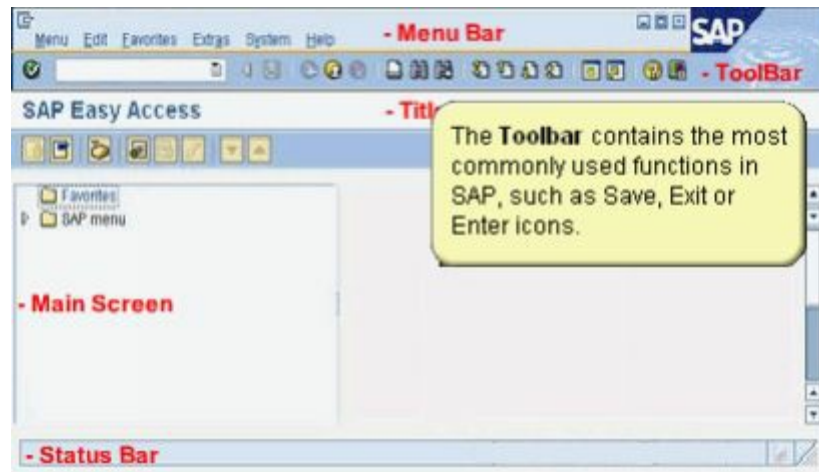 Menu Edit Favorites Extras System Help - Menu Bar SAP
- ToolBar
SAP Easy Access - Titl
The Toolbar contains the most
commonly used functions in
SAP, such as Save, Exit or
Enter icons.
Favorites
SAP menu
- Main Screen
- Status Bar